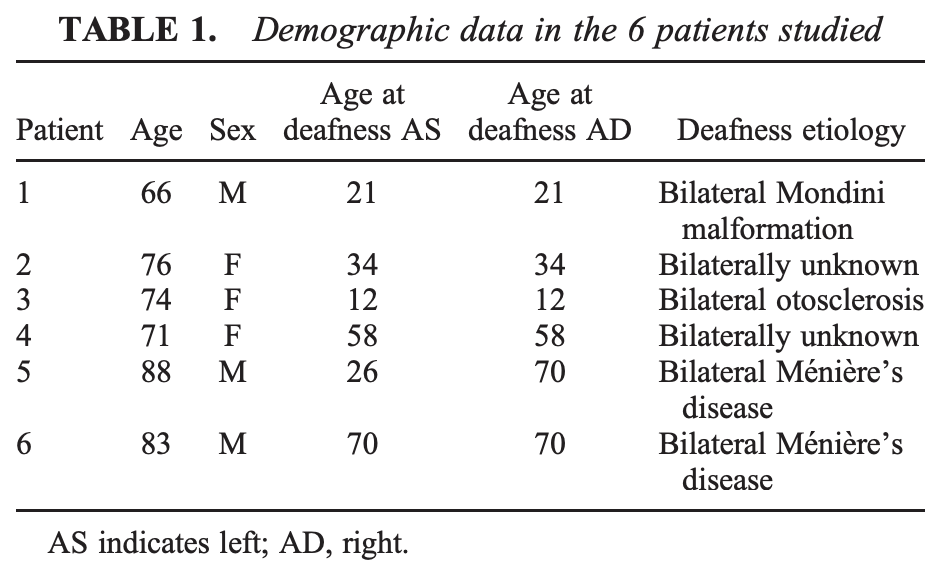 TABLE 1. Demographic data in the 6 patients studied
Age at Age at
Patient Age Sex deafness AS deafness AD Deafness etiology
1 66 M 21 21 Bilateral Mondini
malformation
2 76 F 34 34 Bilaterally unknown
3 74 F 12 12 Bilateral otosclerosis
4 71 F 58 58 Bilaterally unknown
5 88 M 26 70 Bilateral Ménière's
disease
6 83 M 70 70 Bilateral Ménière's
disease
AS indicates left; AD, right.